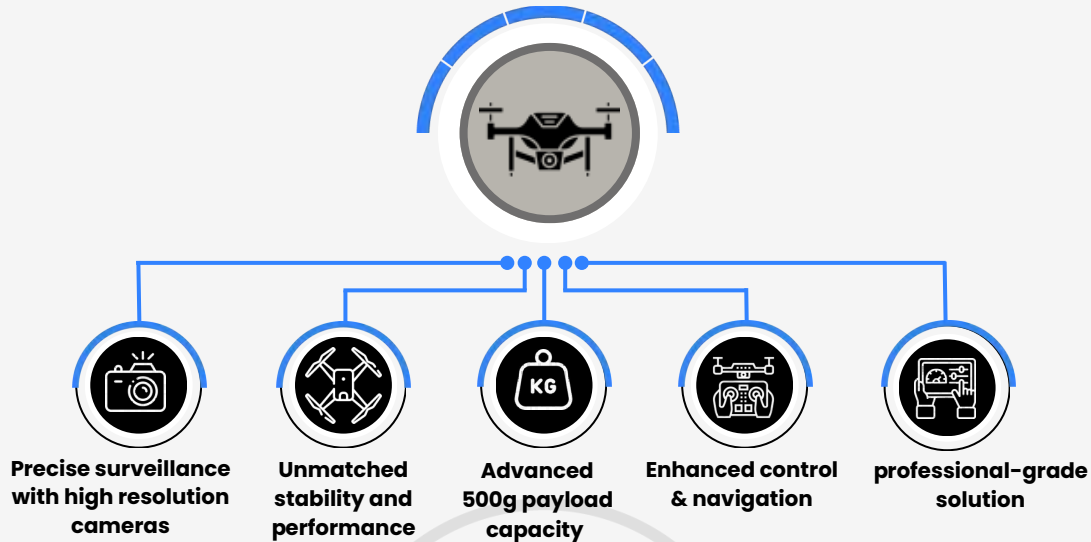 KG
Precise surveillance
with high resolution
cameras
Unmatched
stability and
performance
Advanced
500g payload
capacity
Enhanced control
& navigation
professional-grade
solution